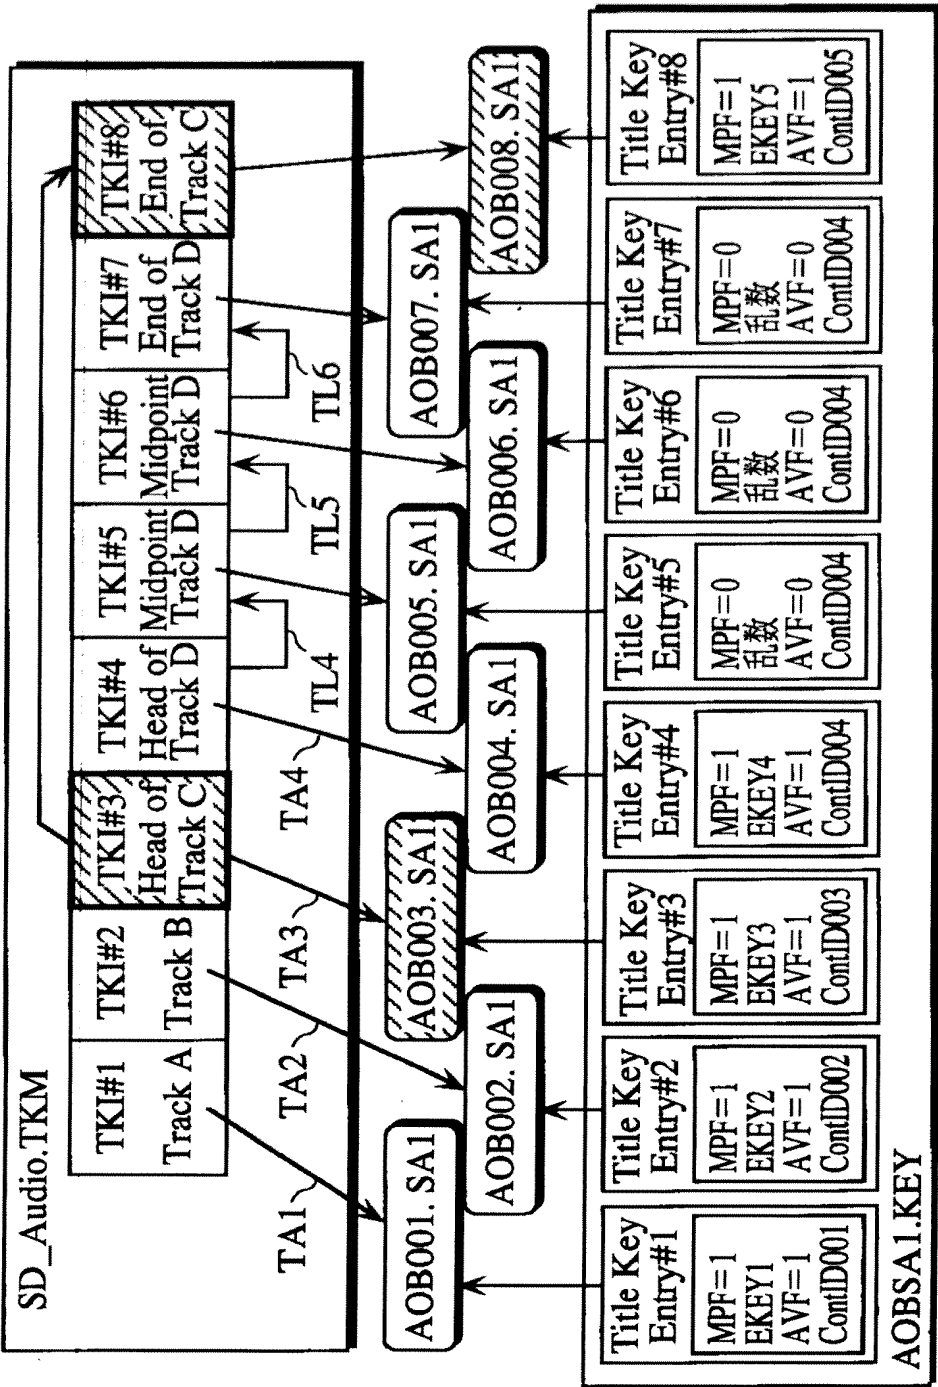 SD_Audio.TKM
TKI#1
Track A
TKI#2
Track B
TKI#3
Head of
Track C
TKI#4
Head of
Track D
TKI#5
Midpoint
Track D
TKI#6
Midpoint
Track D
TKI#7
End of
Track D
TKI#8
End of
Track C
TA1
TA2
TA3
TA4
TL4
TL5
TL6
AOB001. SA1
AOB002. SA1
AOB003. SA1
AOB004. SA1
AOB005. SA1
AOB006. SA1
AOB007. SA1
AOB008. SA1
Title Key
Entry#1
MPF=1
EKEY1
AVF=1
ContID001
Title Key
Entry#2
MPF=1
EKEY2
AVF=1
ContID002
Title Key
Entry#3
MPF=1
EKEY3
AVF=1
ContID003
Title Key
Entry#4
MPF=1
EKEY4
AVF=1
ContID004
Title Key
Entry#5
MPF=0
乱数
AVF=0
ContID004
Title Key
Entry#6
MPF=0
乱数
AVF=0
ContID004
Title Key
Entry#7
MPF=0
乱数
AVF=0
ContID004
Title Key
Entry#8
MPF=1
EKEY5
AVF=1
ContID005
AOBSA1.KEY